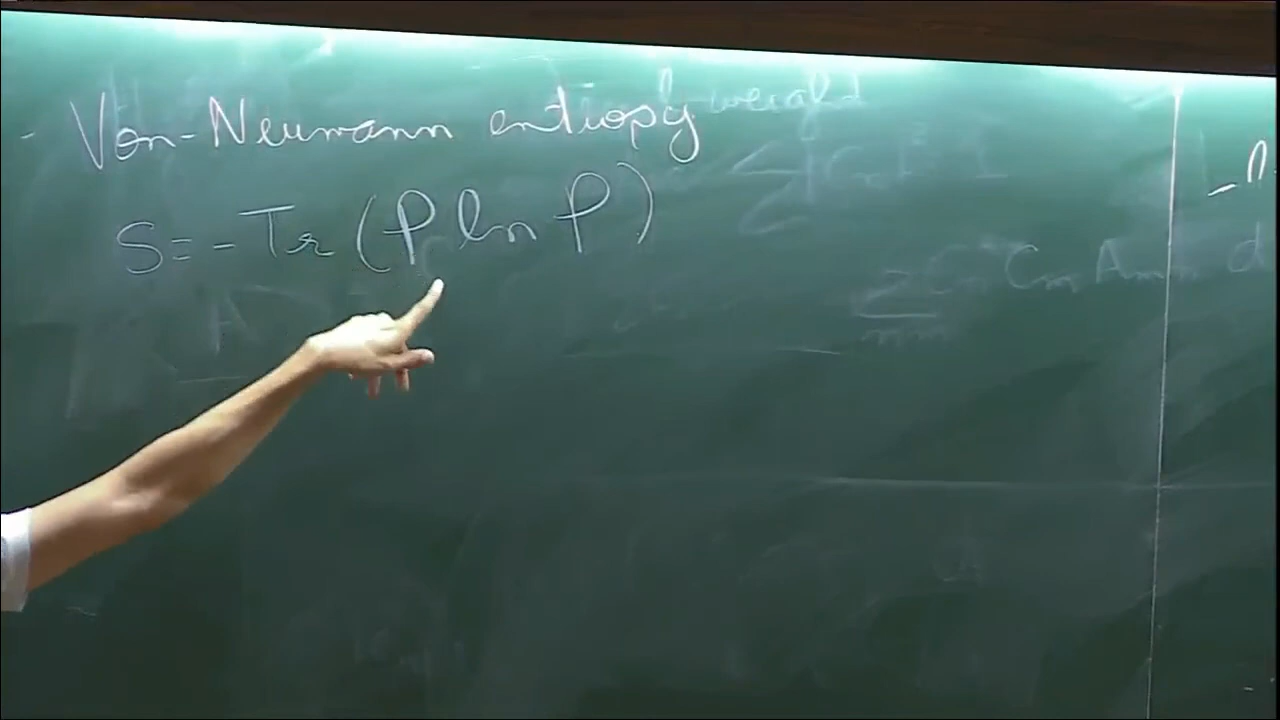 - Von-Neumann entropy
S = - Tr (ρ ln ρ)